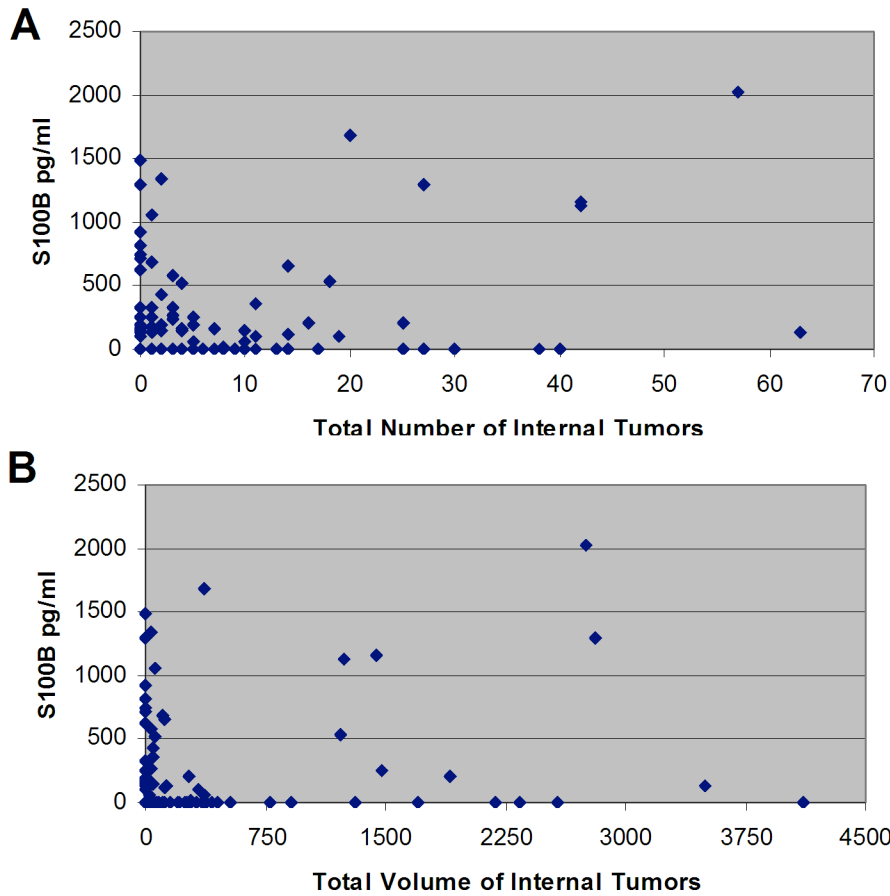 A
2500
2000
1500
1000
500
0
S100B pg/ml
0 10 20 30 40 50 60 70
Total Number of Internal Tumors
B
2500
2000
1500
1000
500
0
S100B pg/ml
0 750 1500 2250 3000 3750 4500
Total Volume of Internal Tumors